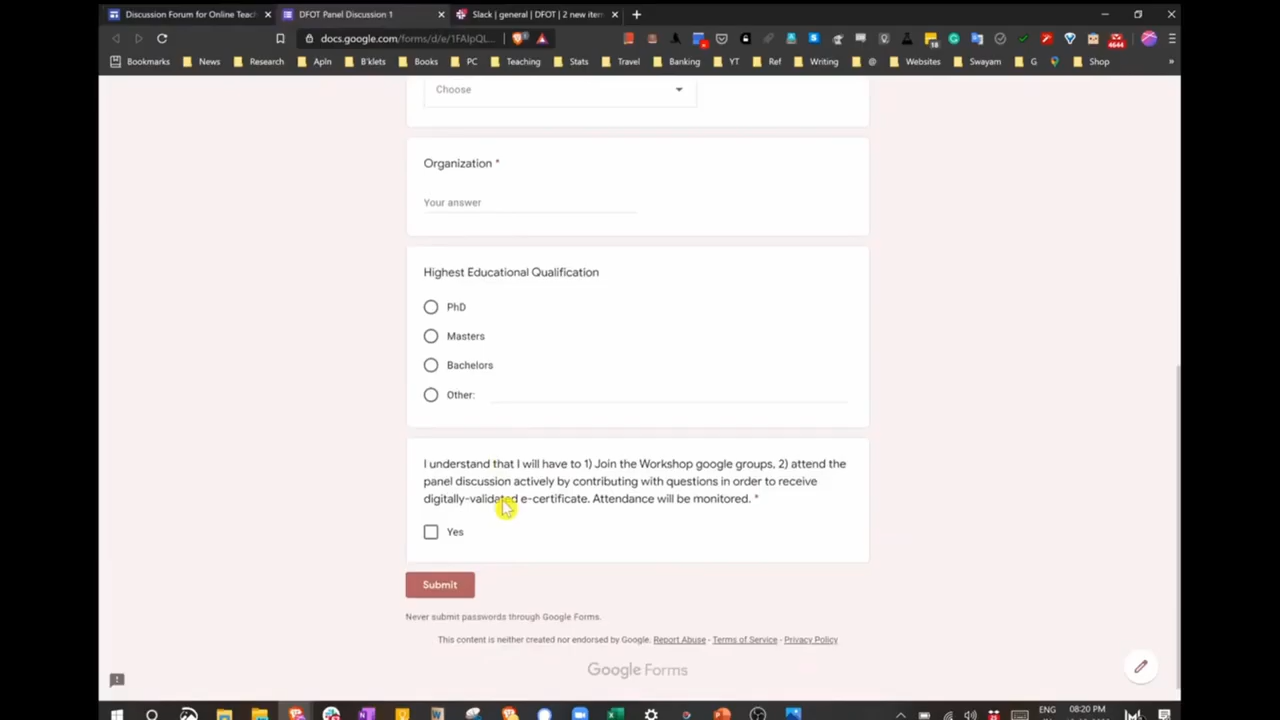 Discussion Forum for Online Teach
DFOT Panel Discussion 1
Slack | general | DFOT | 2 new item
docs.google.com/forms/d/e/1FAIpQL...
18
4644
Bookmarks News Research ApIn B'klets Books PC Teaching Stats Travel Banking YT Ref Writing @ Websites Swayam G Shop »
Choose
Organization *
Your answer
Highest Educational Qualification
PhD
Masters
Bachelors
Other:
I understand that I will have to 1) Join the Workshop google groups, 2) attend the
panel discussion actively by contributing with questions in order to receive
digitally-validated e-certificate. Attendance will be monitored. *
Yes
Submit
Never submit passwords through Google Forms.
This content is neither created nor endorsed by Google. Report Abuse - Terms of Service - Privacy Policy
Google Forms
ENG
08:20 PM